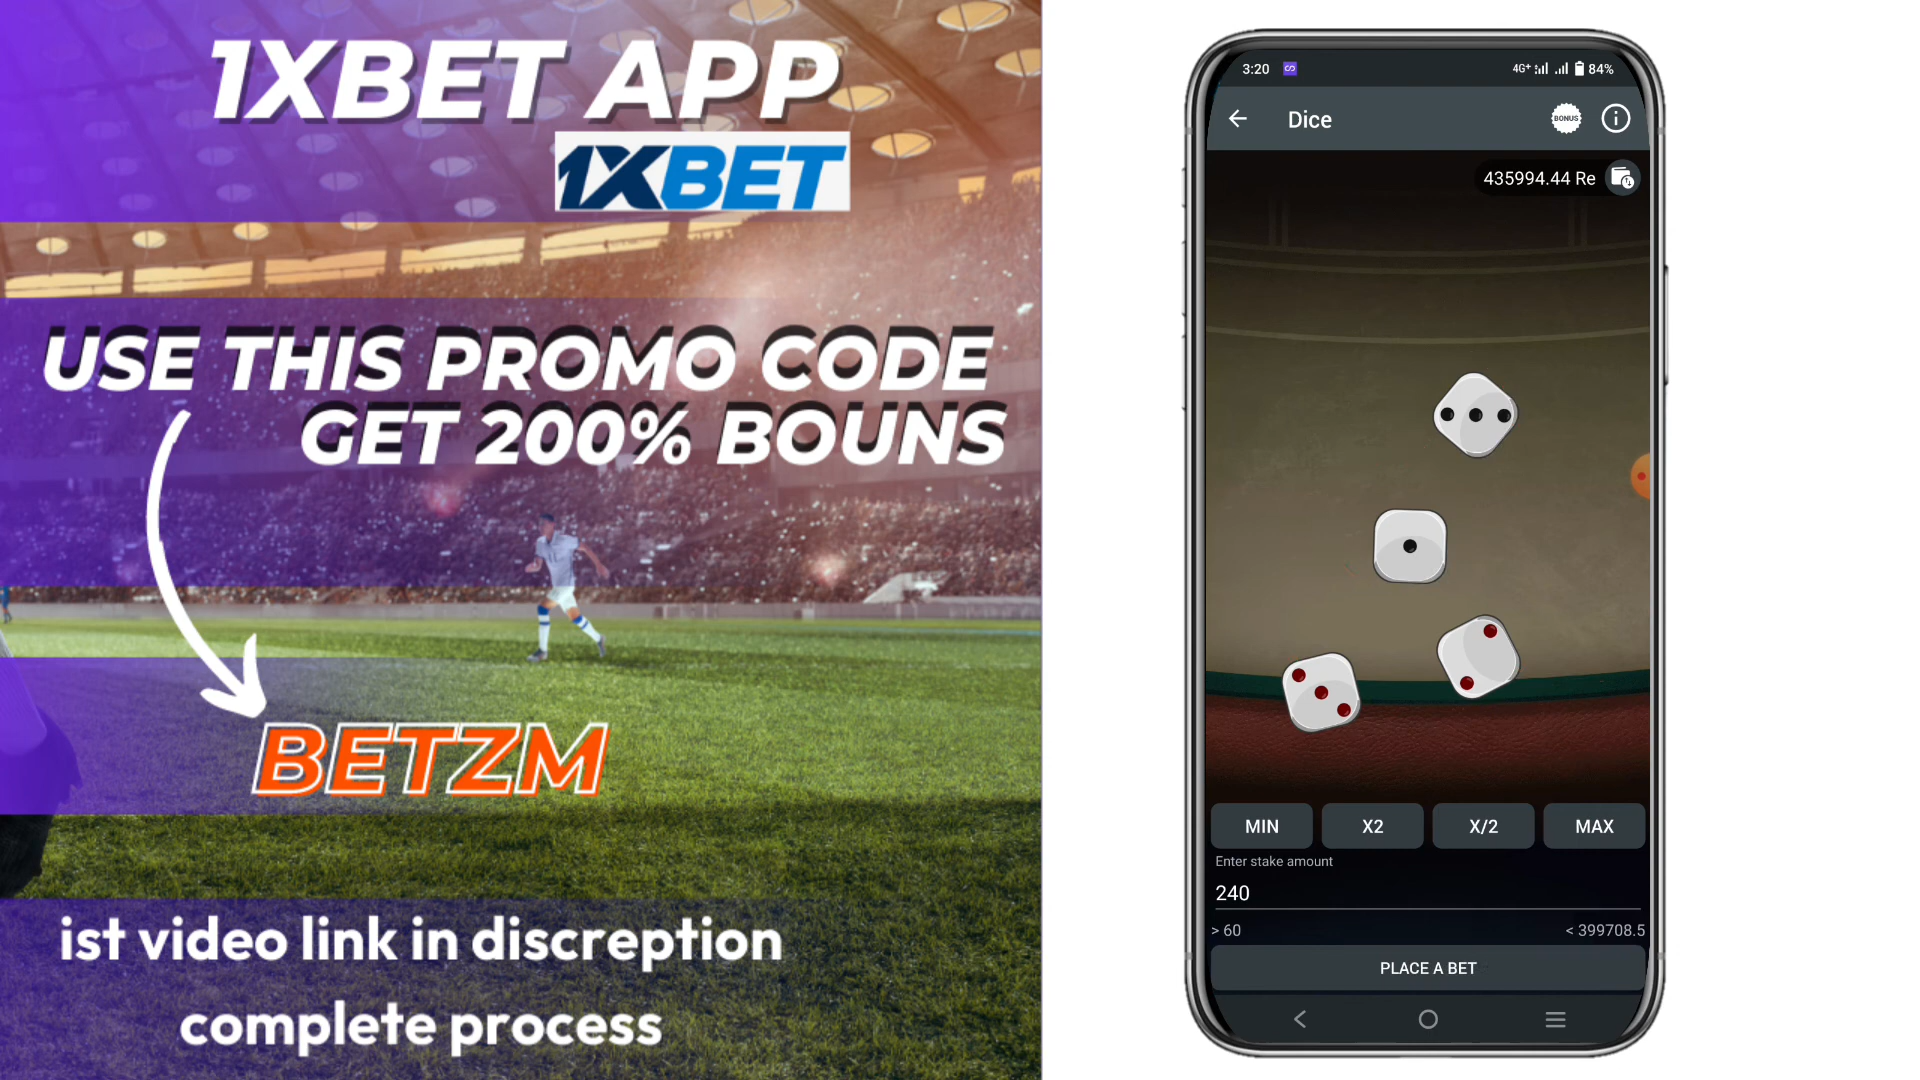 1XBET APP
1XBET
USE THIS PROMO CODE
GET 200% BOUNS
BETZM
ist video link in discreption
complete process
3:20
4G+
84%
Dice
BONUS
435994.44 Re
MIN
X2
X/2
MAX
Enter stake amount
240
> 60
< 399708.5
PLACE A BET